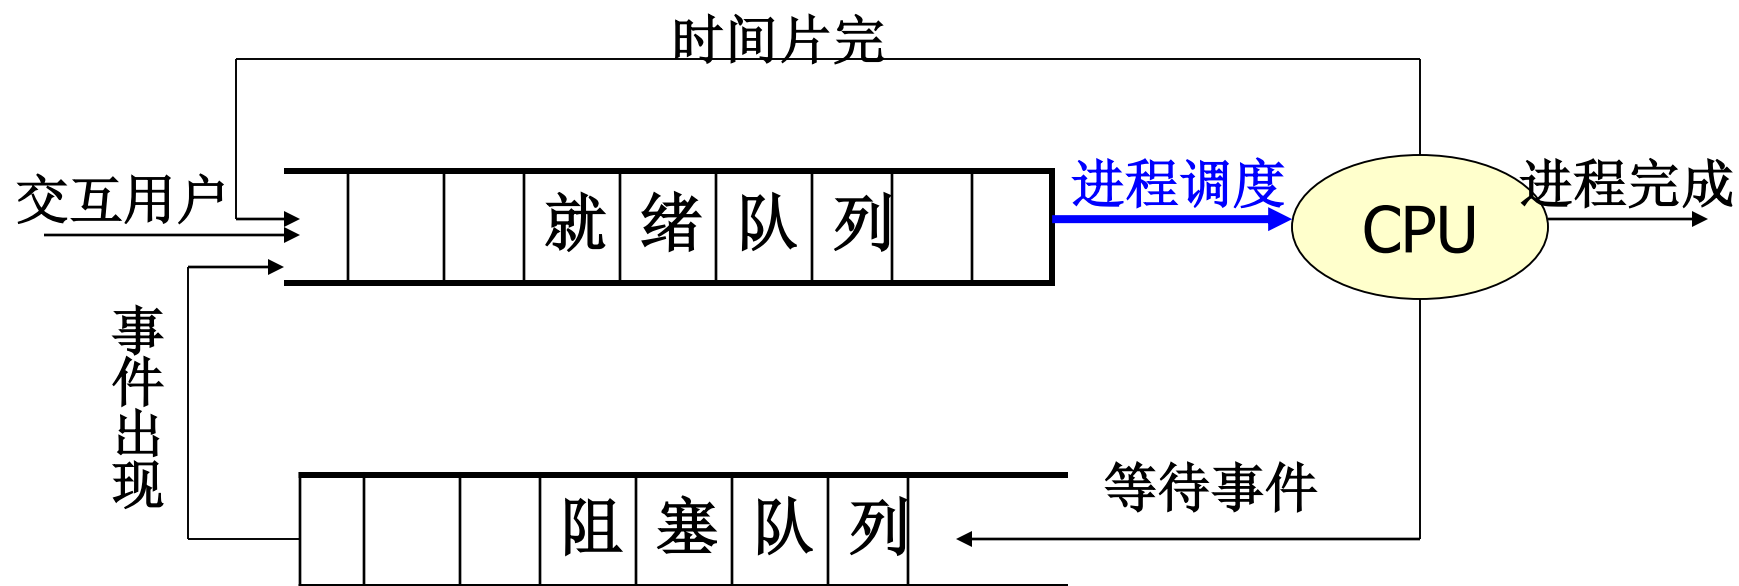 时间片完
交互用户
就绪队列
进程调度
CPU
进程完成
事件出现
阻塞队列
等待事件